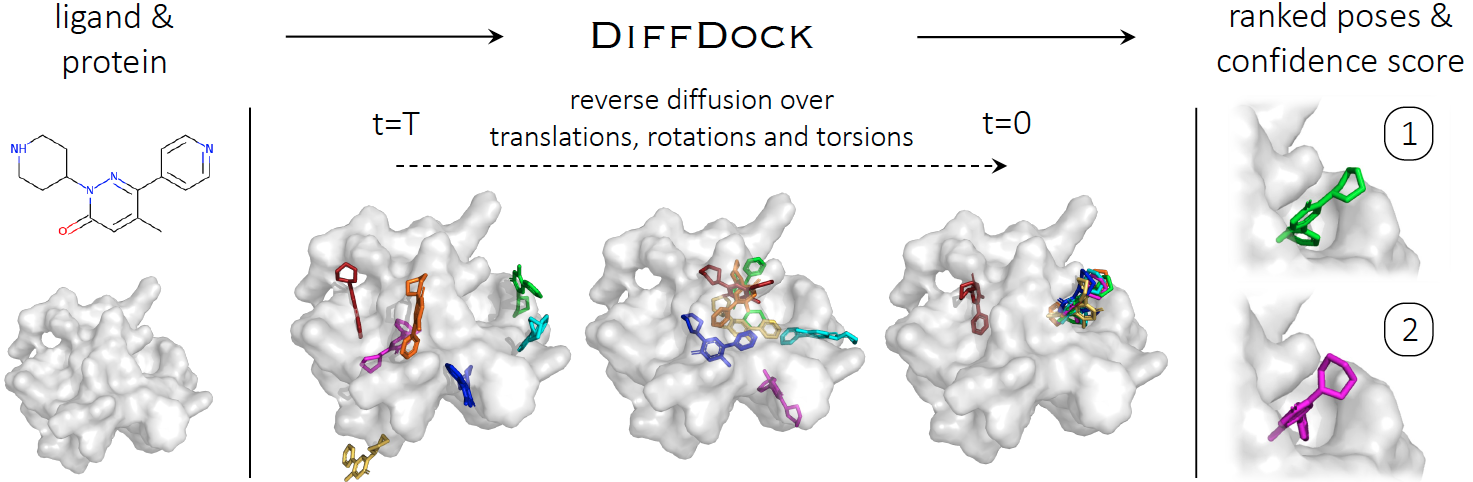 ligand &
protein
DIFFDOCK
ranked poses &
confidence score
reverse diffusion over
translations, rotations and torsions
t=T
t=0
NH
N
N
N
O
1
2